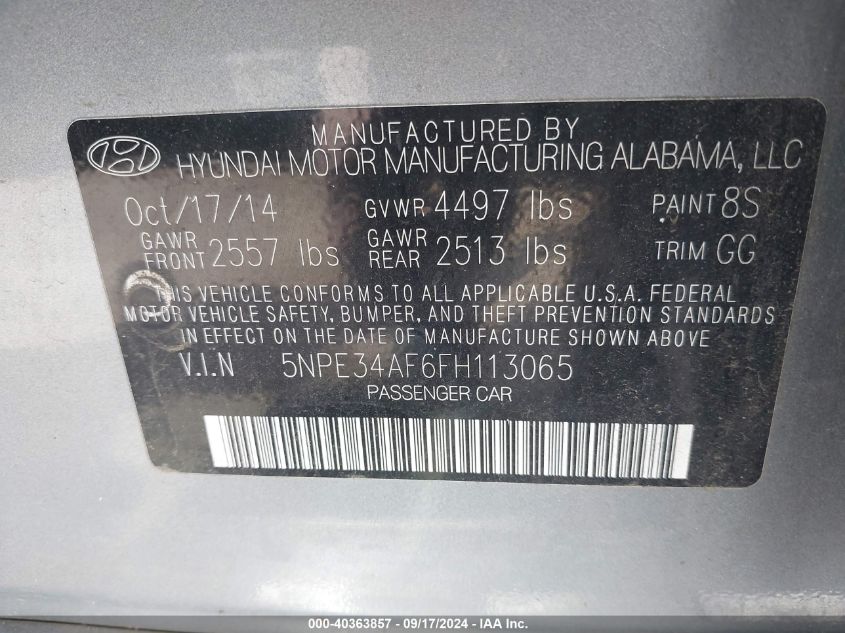 MANUFACTURED BY
HYUNDAI MOTOR MANUFACTURING ALABAMA, LLC
Oct/17/14 GVWR 4497 lbs PAINT 8S
GAWR FRONT 2557 lbs GAWR REAR 2513 lbs TRIM GG
THIS VEHICLE CONFORMS TO ALL APPLICABLE U.S.A. FEDERAL
MOTOR VEHICLE SAFETY, BUMPER, AND THEFT PREVENTION STANDARDS
IN EFFECT ON THE DATE OF MANUFACTURE SHOWN ABOVE
V.I.N 5NPE34AF6FH113065
PASSENGER CAR
000-40363857 - 09/17/2024 - IAA Inc.